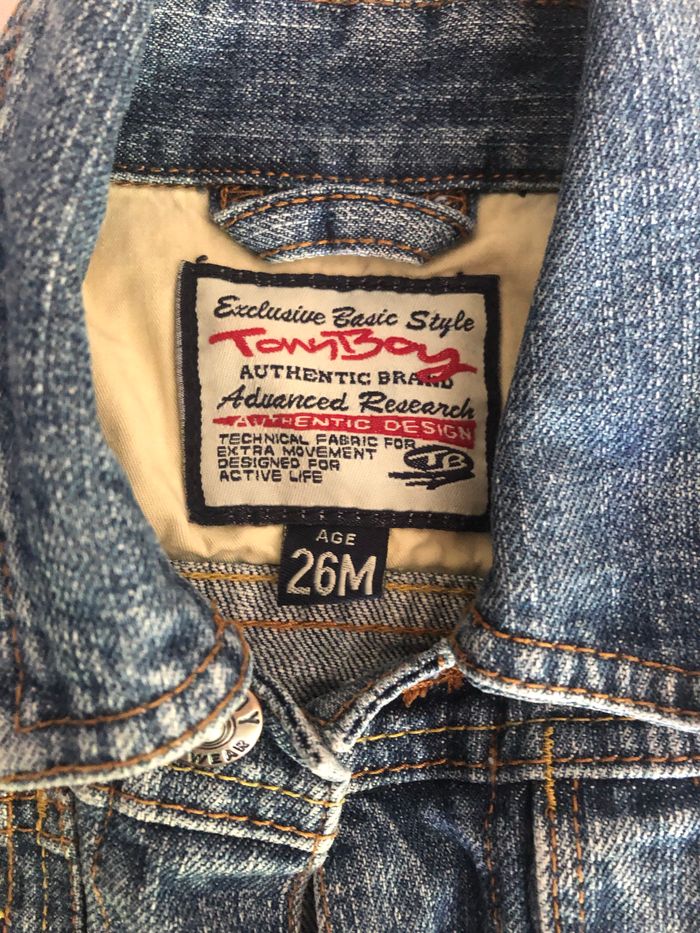 Exclusive Basic Style
TonyBoy
AUTHENTIC BRAND
Advanced Research
AUTHENTIC DESIGN
TECHNICAL FABRIC FOR
EXTRA MOVEMENT
DESIGNED FOR
ACTIVE LIFE
TB
AGE
26M
WEAR